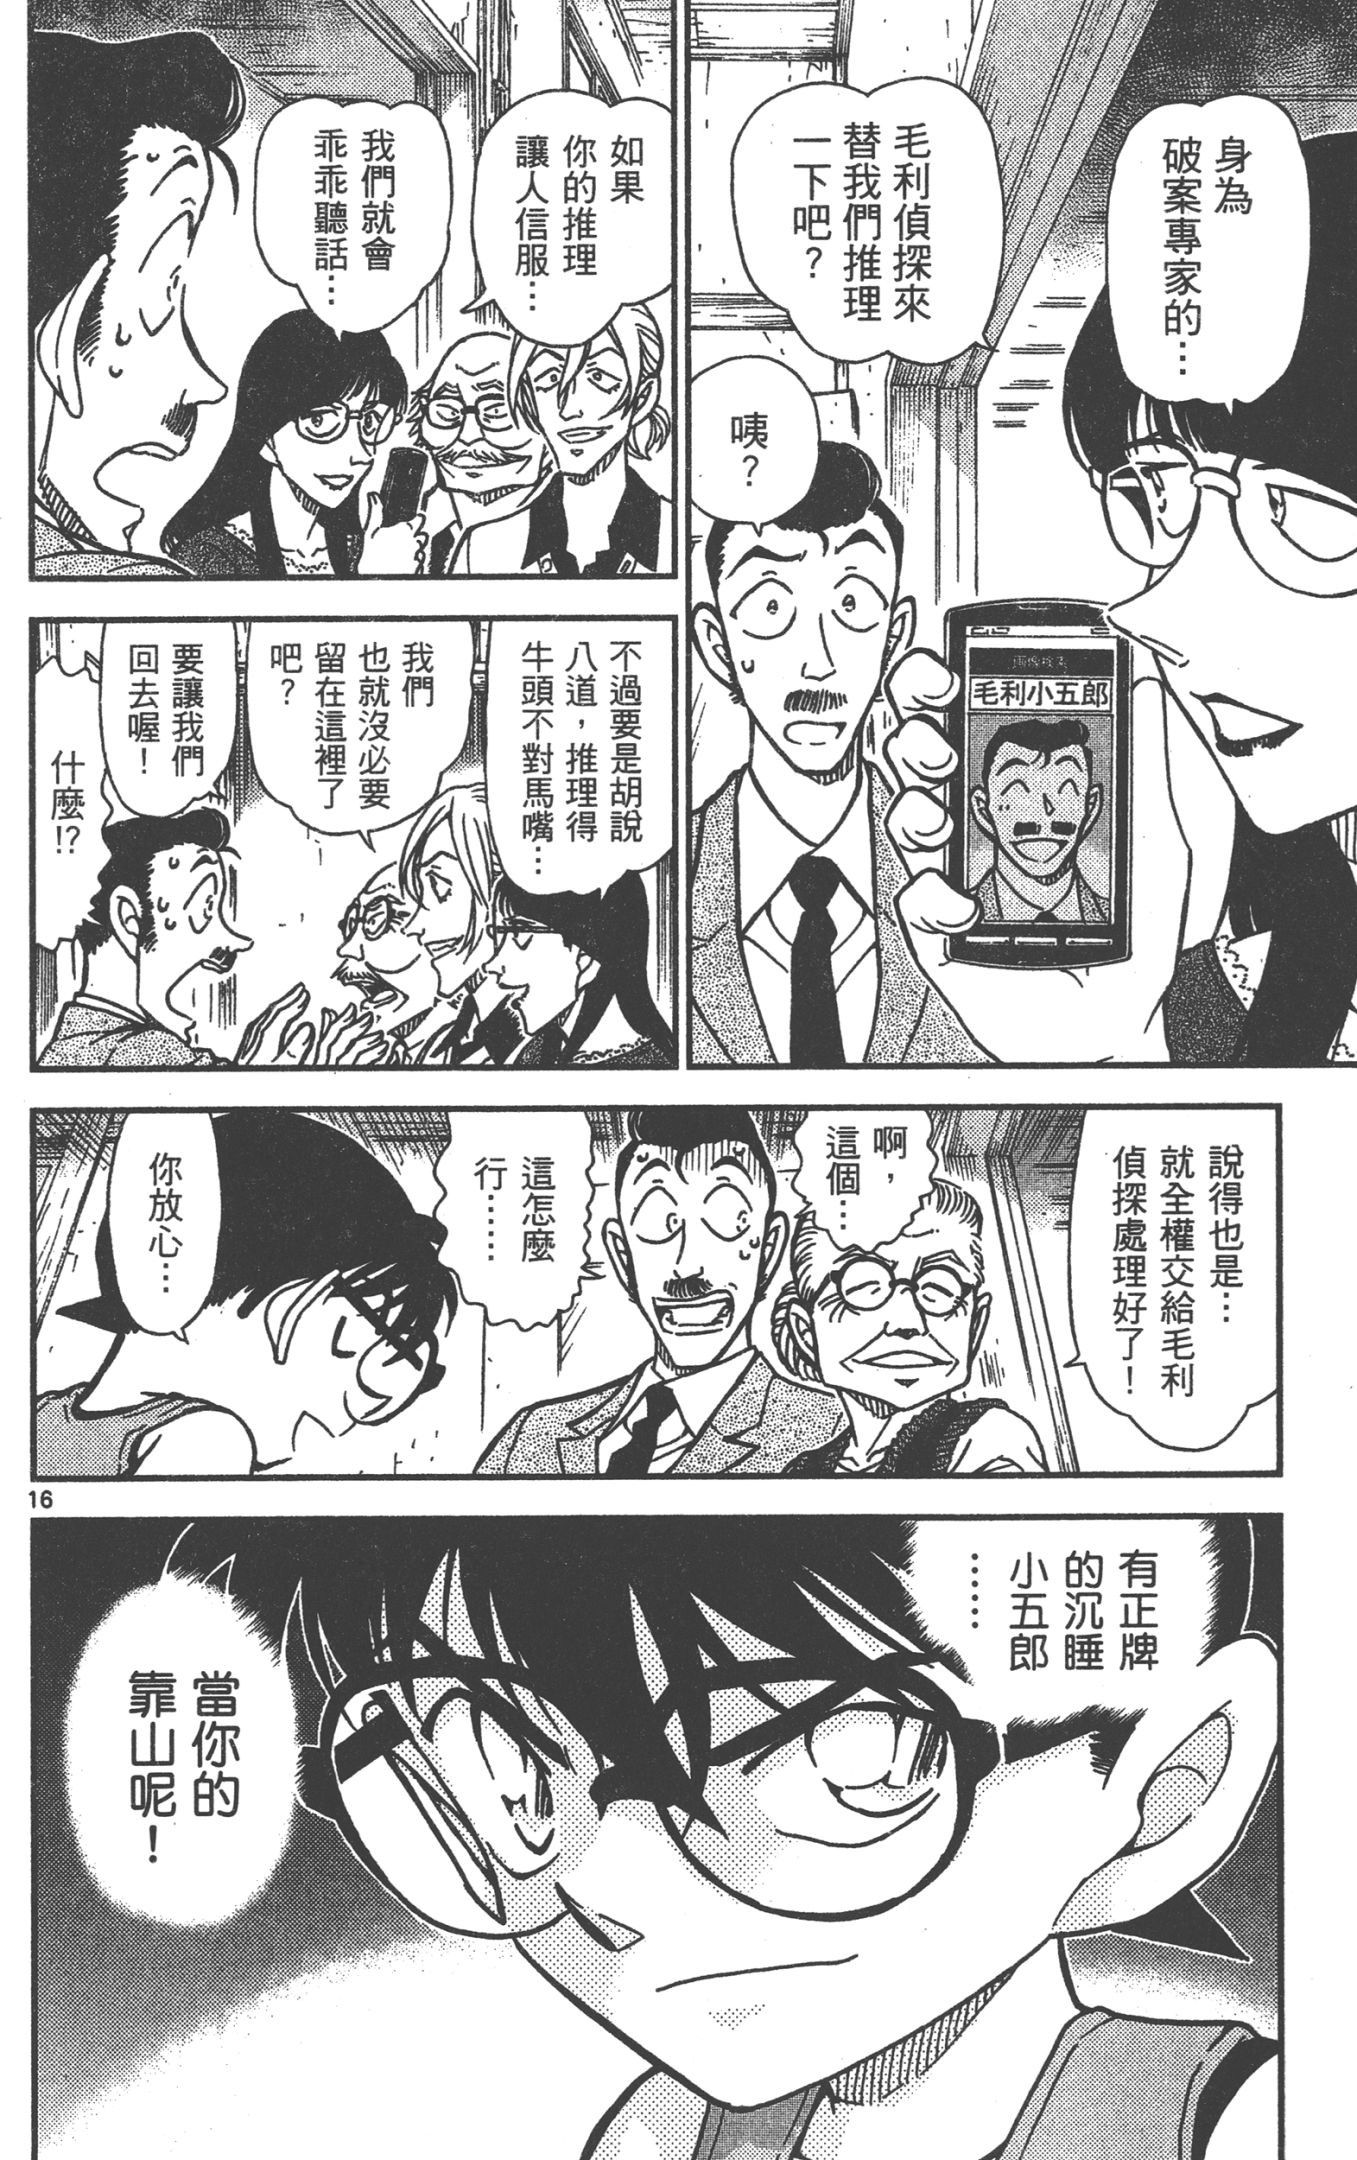 身為
破案專家的…
毛利偵探來
替我們推理
一下吧？
咦？
毛利小五郎
如果
你的推理
讓人信服…
我們就會
乖乖聽話…
不過要是胡說
八道，推理得
牛頭不對馬嘴…
我們
也就沒必要
留在這裡了
吧？
要讓我們
回去喔！
什麼!?
說得也是…
就全權交給毛利
偵探處理好了！
啊，
這個…
這怎麼
行……
你放心…
16
有正牌
的沉睡
小五郎
……
當你的
靠山呢！